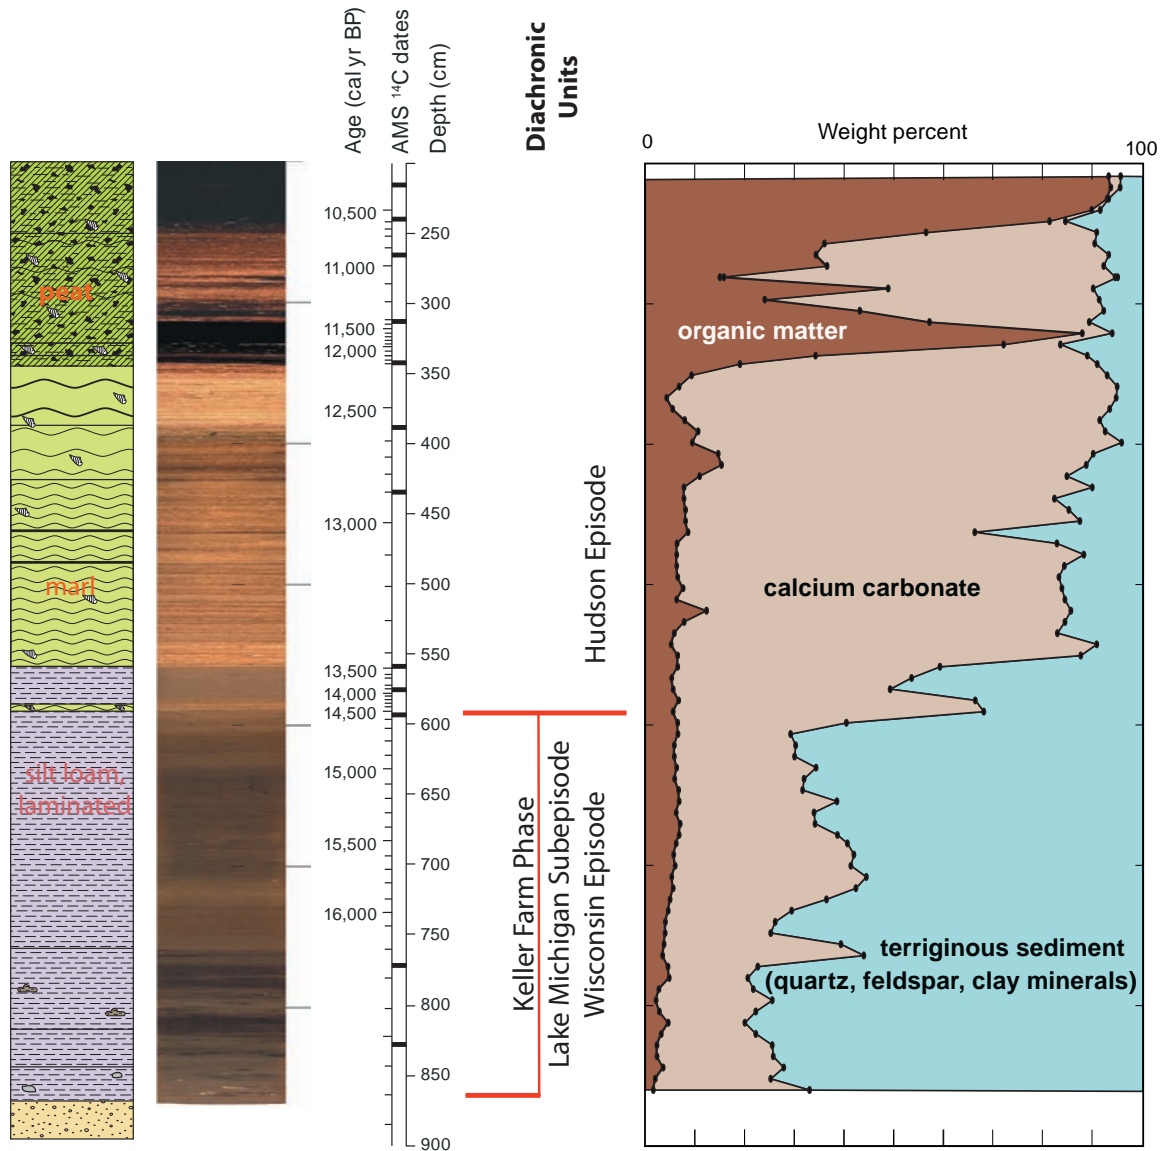 Age (cal yr BP)
AMS ¹⁴C dates
Depth (cm)
Diachronic
Units
Weight percent
0
100
10,500
11,000
11,500
12,000
12,500
13,000
13,500
14,000
14,500
15,000
15,500
16,000
250
300
350
400
450
500
550
600
650
700
750
800
850
900
peat
marl
silt loam,
laminated
Hudson Episode
Keller Farm Phase
Lake Michigan Subepisode
Wisconsin Episode
organic matter
calcium carbonate
terriginous sediment
(quartz, feldspar, clay minerals)